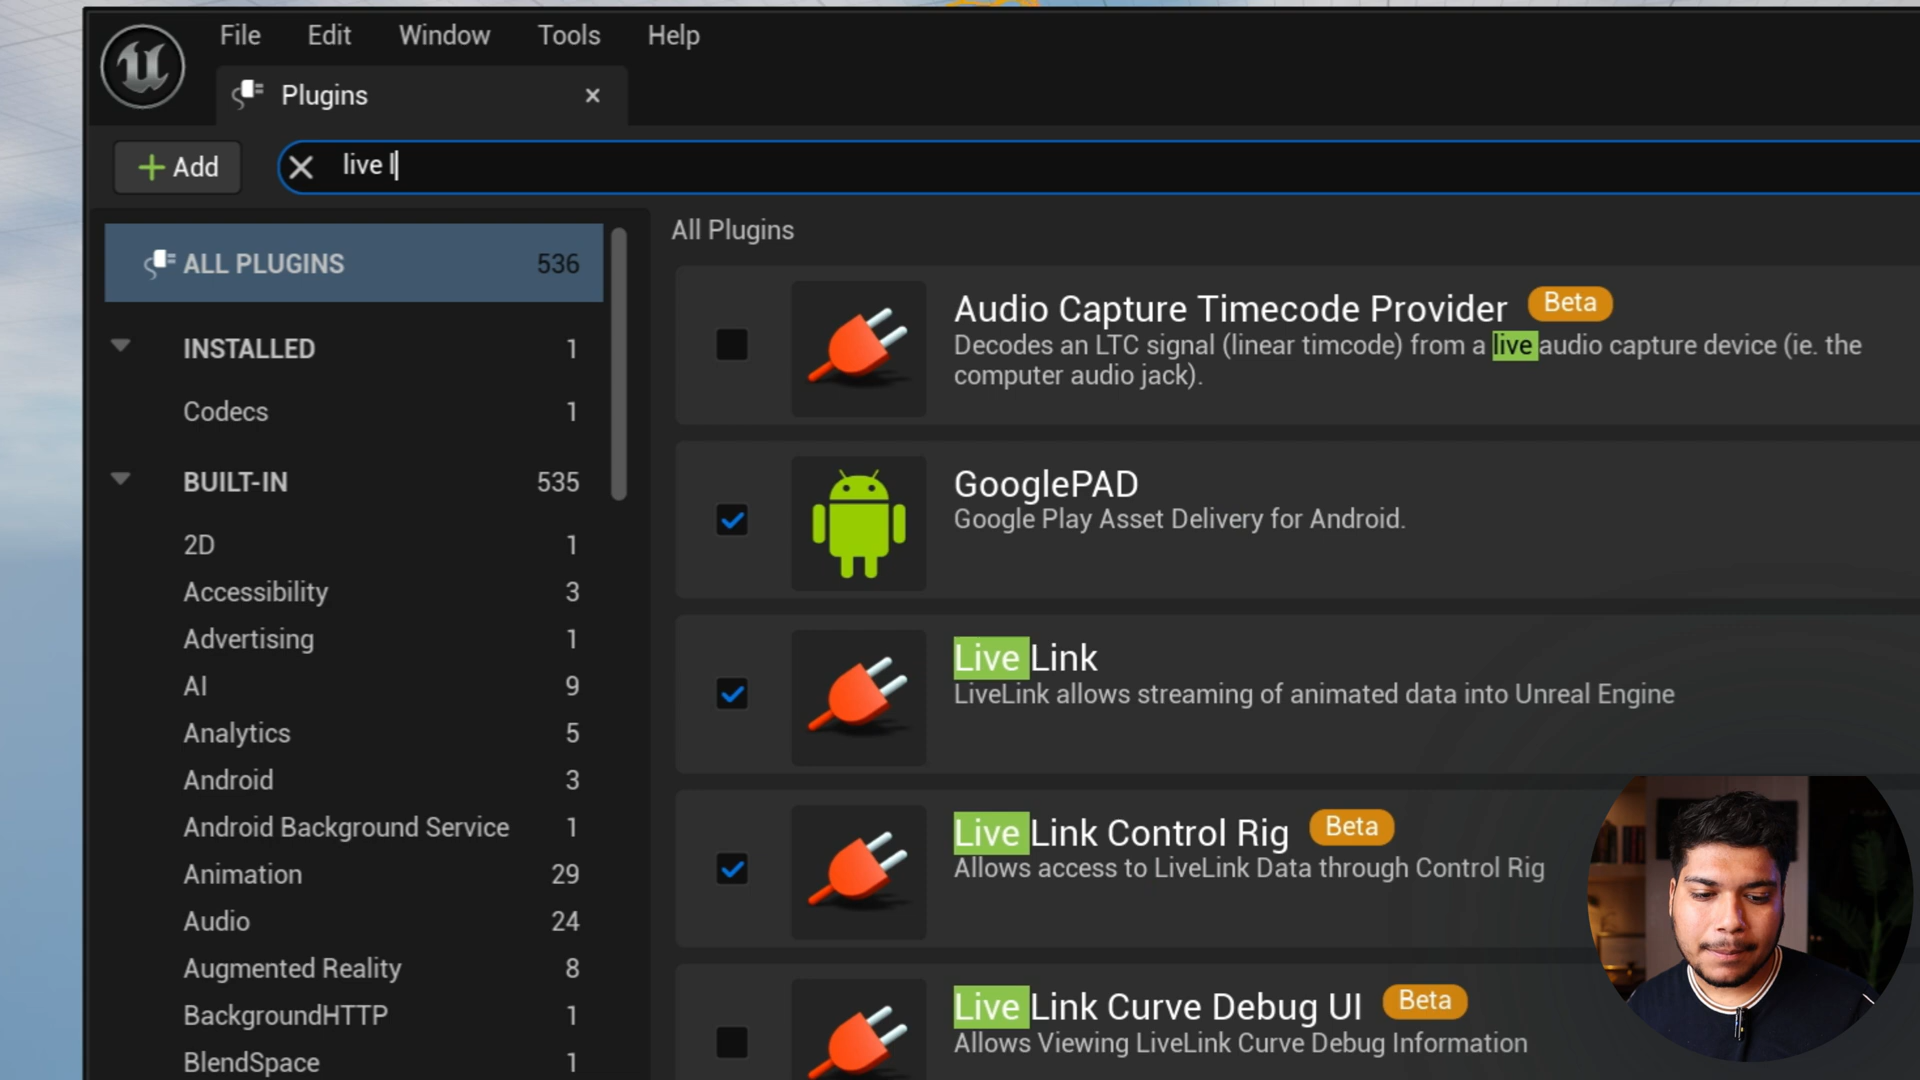 File Edit Window Tools Help
Plugins
Add
live l
ALL PLUGINS 536
INSTALLED 1
Codecs 1
BUILT-IN 535
2D 1
Accessibility 3
Advertising 1
AI 9
Analytics 5
Android 3
Android Background Service 1
Animation 29
Audio 24
Augmented Reality 8
BackgroundHTTP 1
BlendSpace 1
All Plugins
Audio Capture Timecode Provider Beta
Decodes an LTC signal (linear timcode) from a live audio capture device (ie. the
computer audio jack).
GooglePAD
Google Play Asset Delivery for Android.
Live Link
LiveLink allows streaming of animated data into Unreal Engine
Live Link Control Rig Beta
Allows access to LiveLink Data through Control Rig
Live Link Curve Debug UI Beta
Allows Viewing LiveLink Curve Debug Information